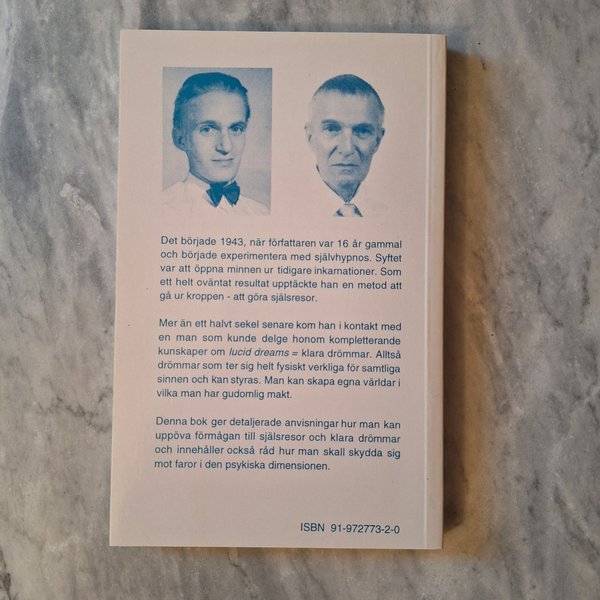 Det började 1943, när författaren var 16 år gammal
och började experimentera med självhypnos. Syftet
var att öppna minnen ur tidigare inkarnationer. Som
ett helt oväntat resultat upptäckte han en metod att
gå ur kroppen - att göra själsresor.
Mer än ett halvt sekel senare kom han i kontakt med
en man som kunde delge honom kompletterande
kunskaper om lucid dreams = klara drömmar. Alltså
drömmar som ter sig helt fysiskt verkliga för samtliga
sinnen och kan styras. Man kan skapa egna världar i
vilka man har gudomlig makt.
Denna bok ger detaljerade anvisningar hur man kan
uppöva förmågan till själsresor och klara drömmar
och innehåller också råd hur man skall skydda sig
mot faror i den psykiska dimensionen.
ISBN 91-972773-2-0